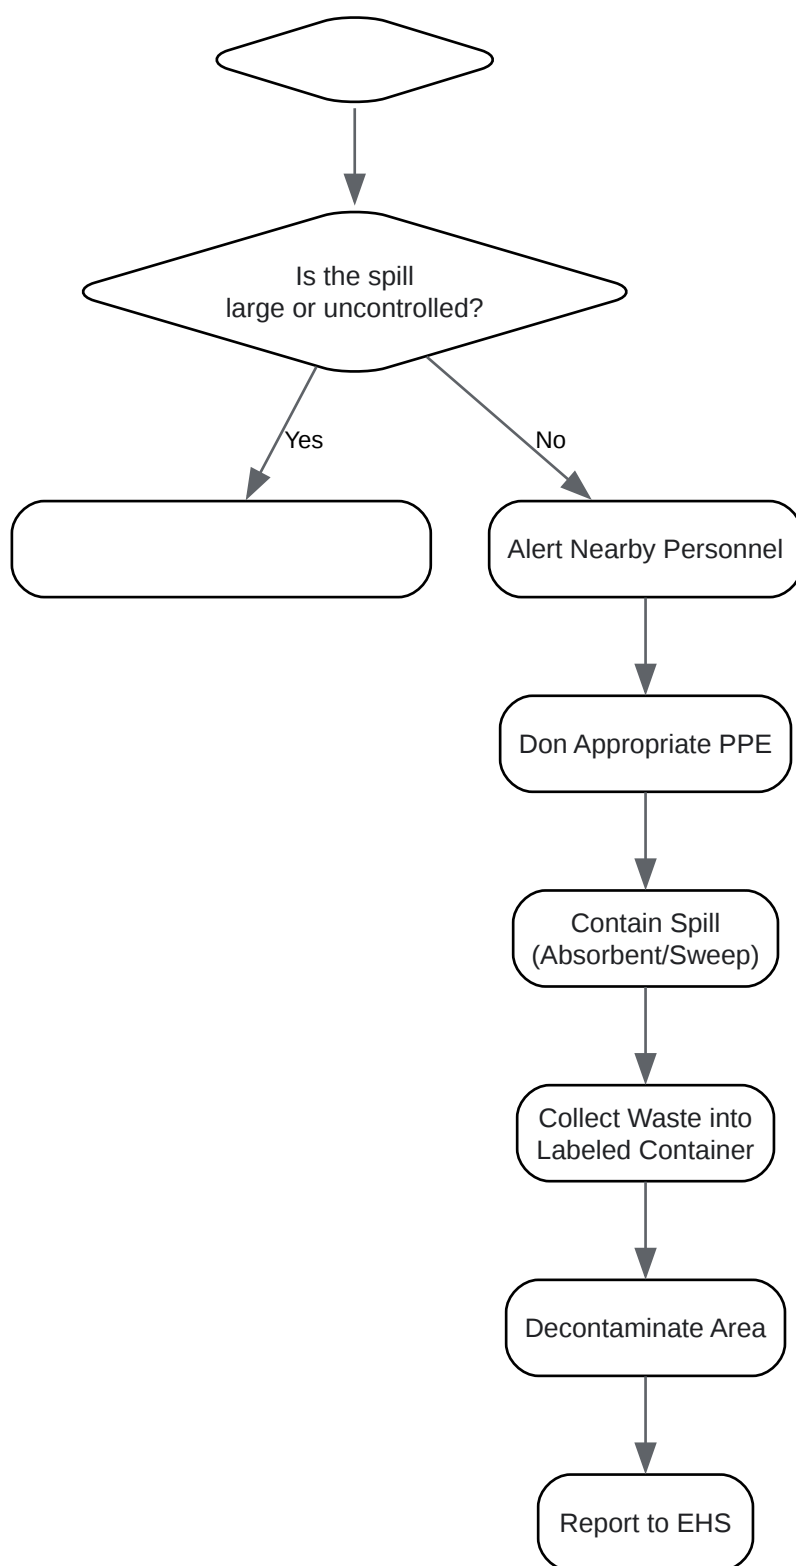 Is the spill
large or uncontrolled?
Yes
No
Alert Nearby Personnel
Don Appropriate PPE
Contain Spill
(Absorbent/Sweep)
Collect Waste into
Labeled Container
Decontaminate Area
Report to EHS